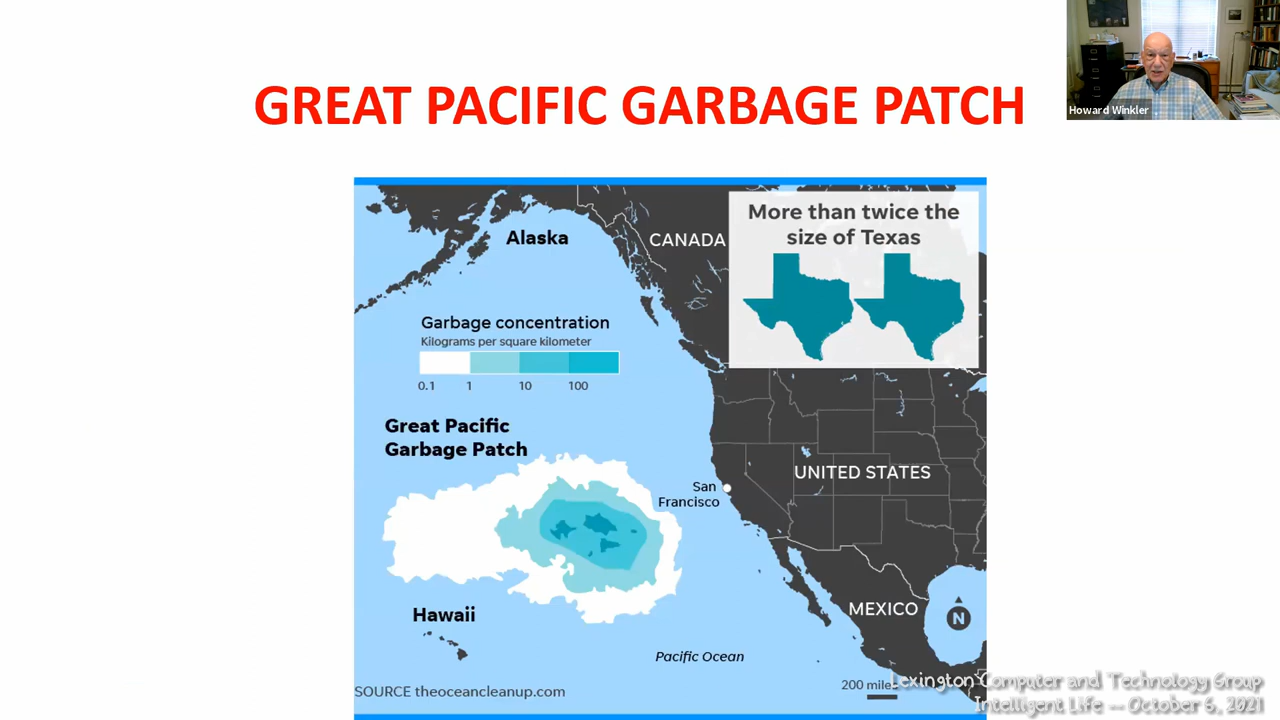 GREAT PACIFIC GARBAGE PATCH
Howard Winkler
More than twice the
size of Texas
Alaska
CANADA
Garbage concentration
Kilograms per square kilometer
0.1 1 10 100
Great Pacific
Garbage Patch
San
Francisco
UNITED STATES
Hawaii
MEXICO
N
Pacific Ocean
200 miles
SOURCE theoceancleanup.com
Lexington Computer and Technology Group
Intelligent Life -- October 6, 2021